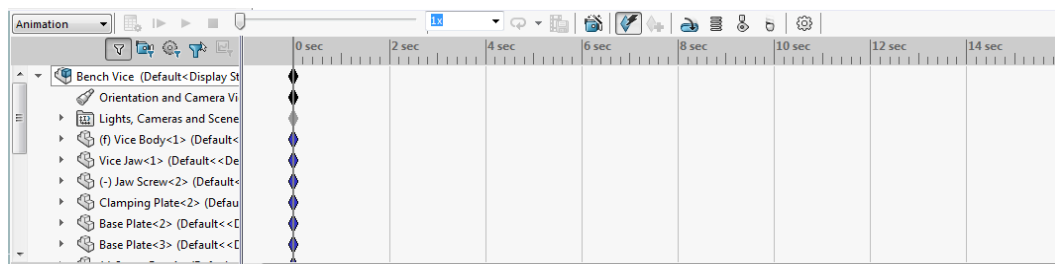 Animation 1x
0 sec 2 sec 4 sec 6 sec 8 sec 10 sec 12 sec 14 sec
Bench Vice (Default<Display St
Orientation and Camera Vi
Lights, Cameras and Scene
(f) Vice Body<1> (Default<
Vice Jaw<1> (Default<<De
(-) Jaw Screw<2> (Default<
Clamping Plate<2> (Defau
Base Plate<2> (Default<<D
Base Plate<3> (Default<<D